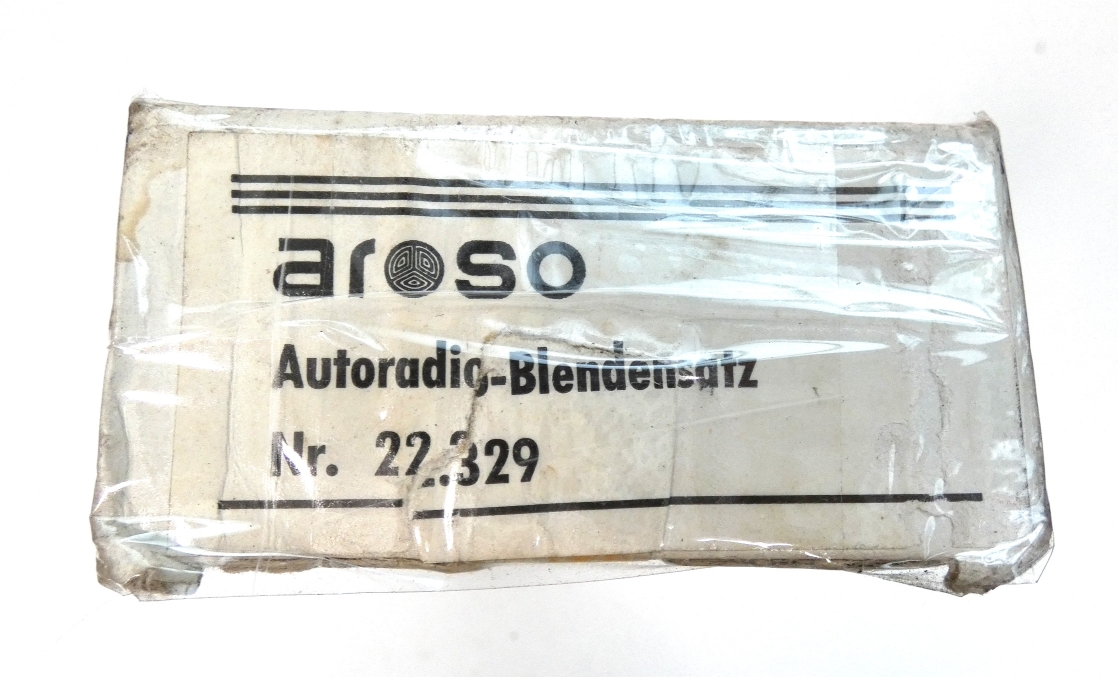 aroso
Autoradio-Blendensatz
Nr. 22.329